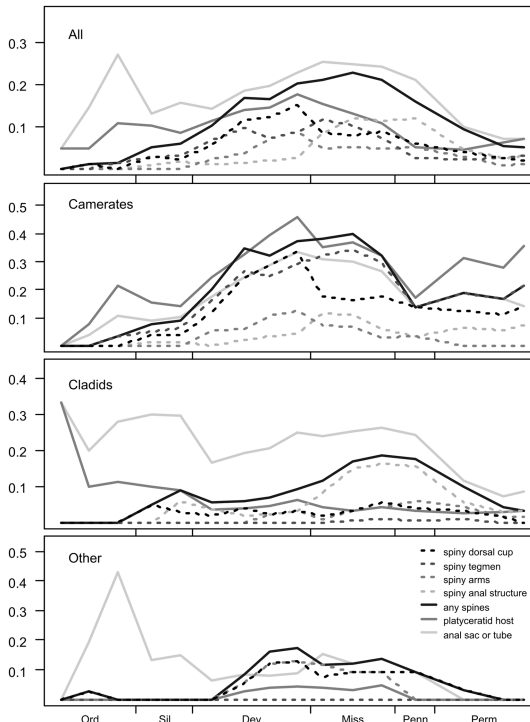 All
0.3
0.2
0.1
Camerates
0.5
0.4
0.3
0.2
0.1
Cladids
0.4
0.3
0.2
0.1
Other
0.5
0.4
0.3
0.2
0.1
spiny dorsal cup
spiny tegmen
spiny arms
spiny anal structure
any spines
platyceratid host
anal sac or tube
Ord. Sil. Dev. Miss. Penn. Perm.